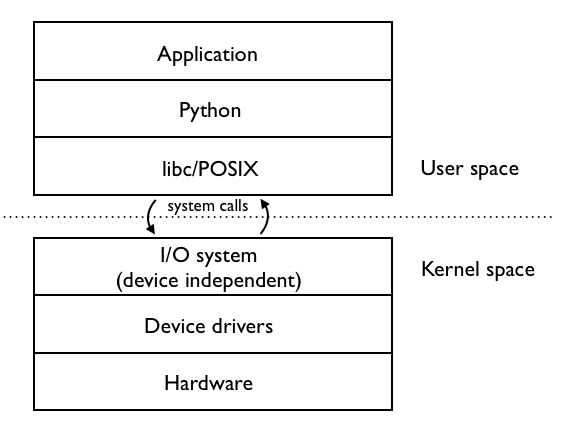 Application
Python
libc/POSIX
User space
system calls
I/O system
(device independent)
Kernel space
Device drivers
Hardware